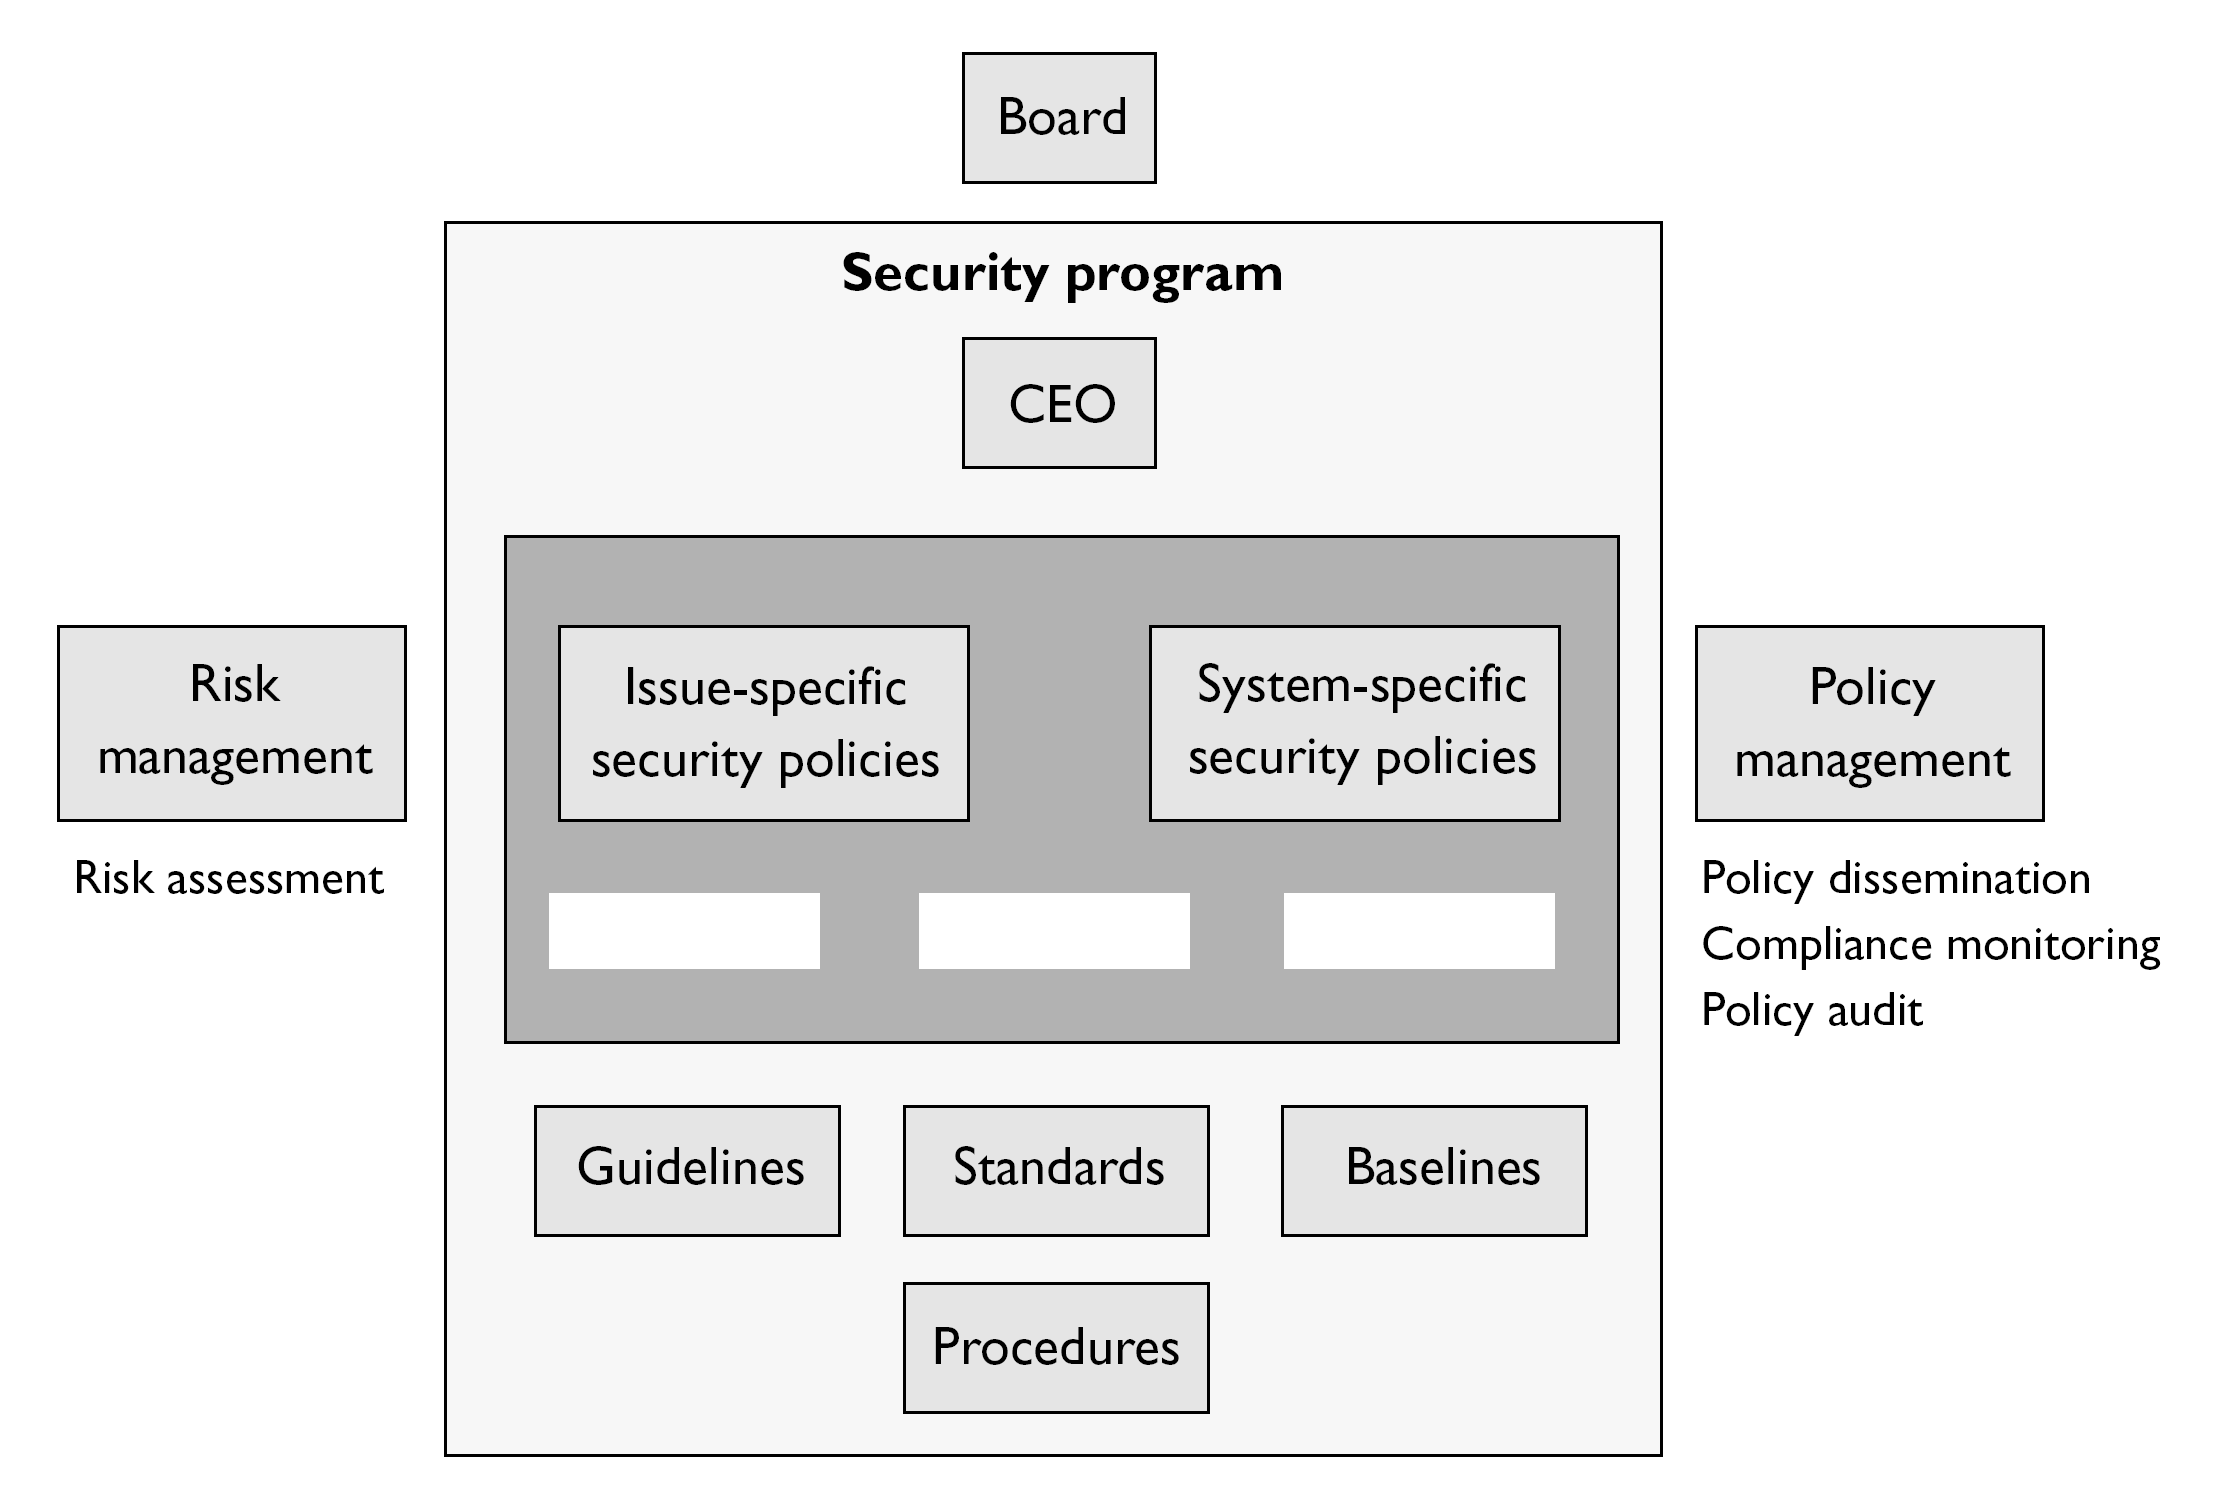 Board
Security program
CEO
Risk
management
Risk assessment
Issue-specific
security policies
System-specific
security policies
Policy
management
Policy dissemination
Compliance monitoring
Policy audit
Guidelines
Standards
Baselines
Procedures